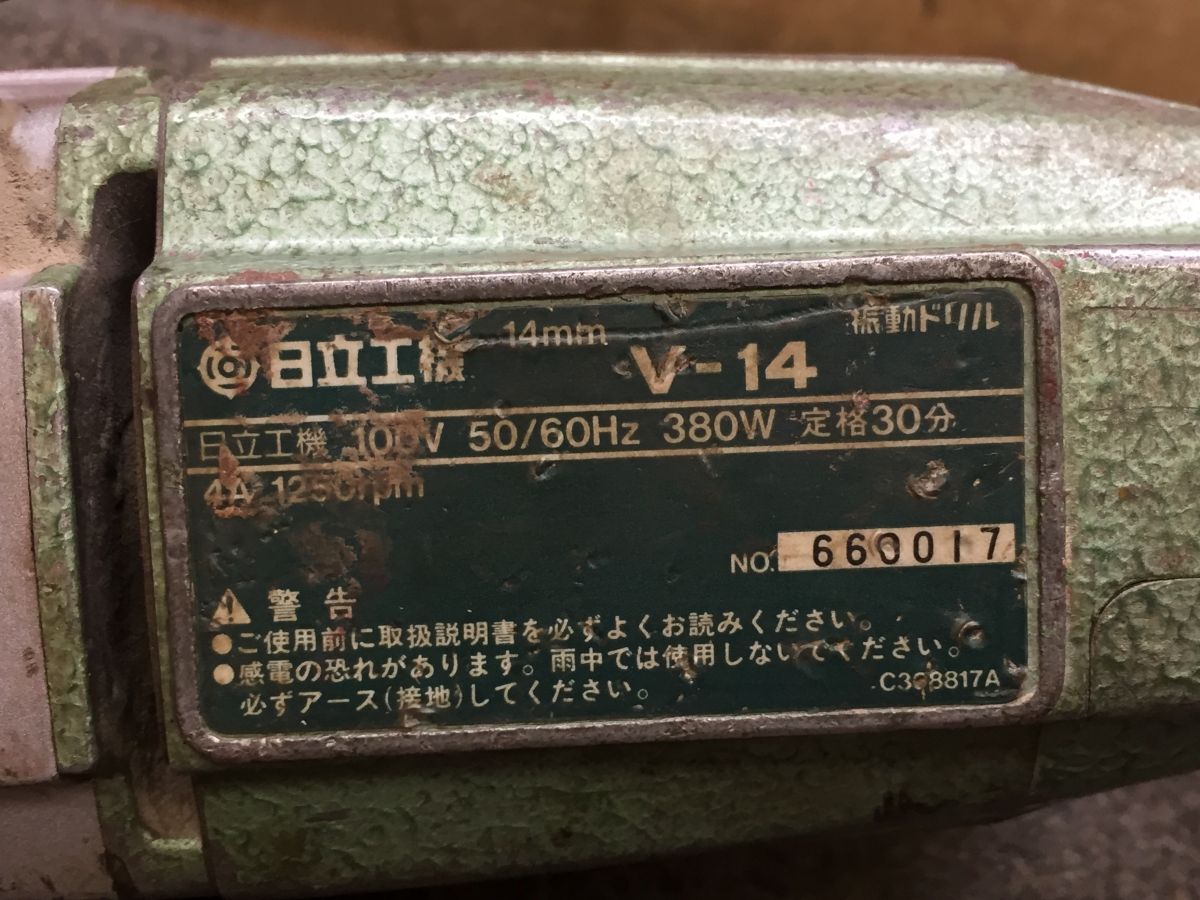 日立工機 14mm V-14 振動ドリル
日立工機 100V 50/60Hz 380W 定格30分
4A 1250rpm
NO. 660017
警告
●ご使用前に取扱説明書を必ずよくお読みください。
●感電の恐れがあります。雨中では使用しないでください。
必ずアース(接地)してください。